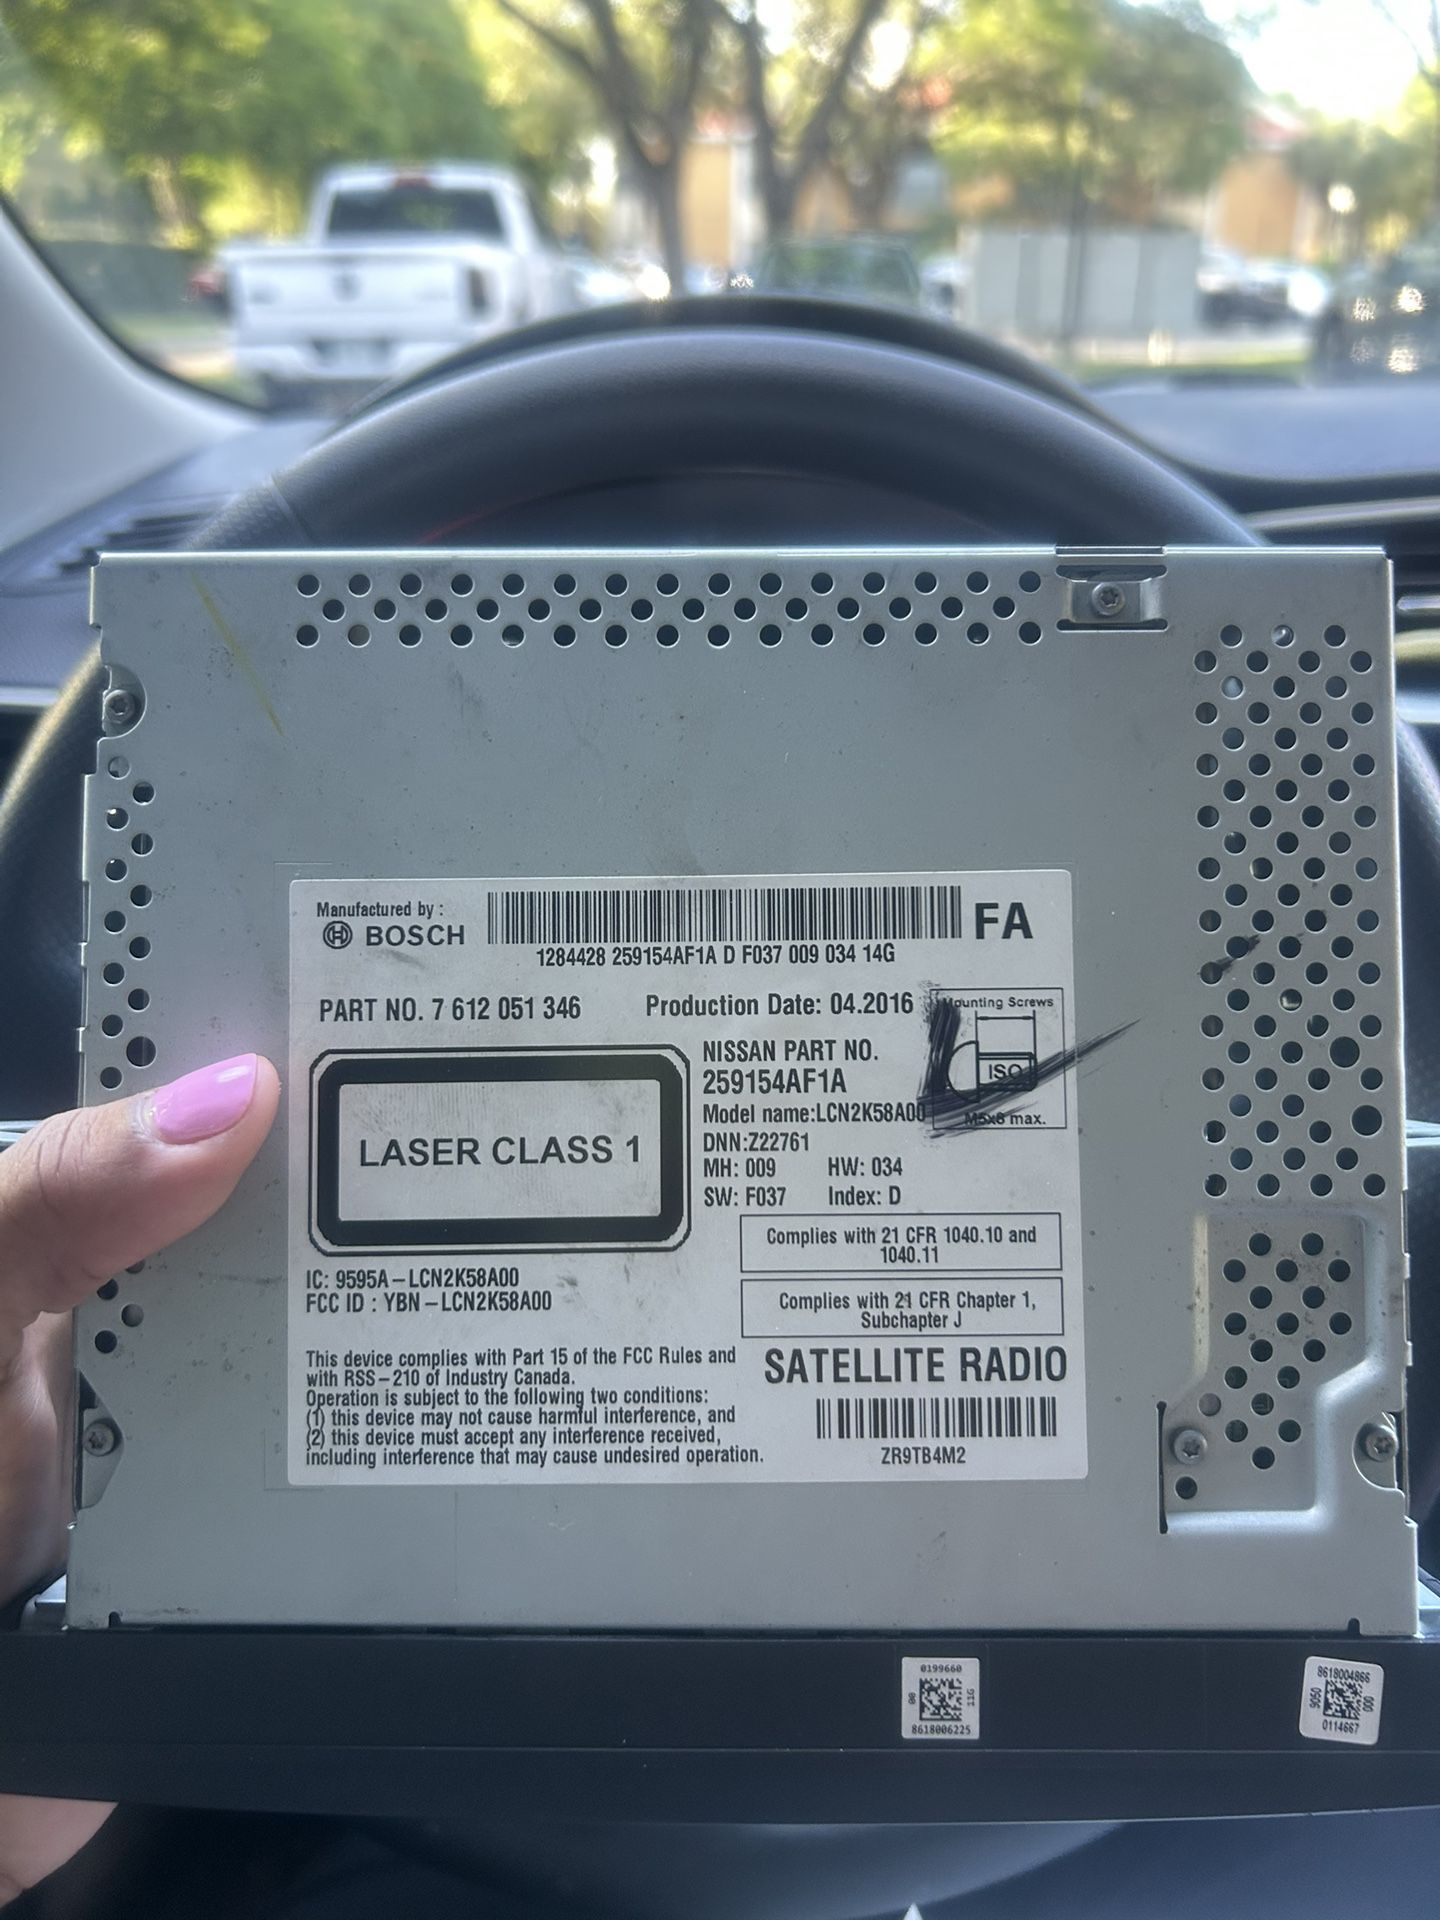 Manufactured by :
BOSCH
FA
1284428 259154AF1A D F037 009 034 14G
PART NO. 7 612 051 346
Production Date: 04.2016
Mounting Screws
ISO
M5x8 max.
NISSAN PART NO.
259154AF1A
Model name:LCN2K58A00
DNN:Z22761
MH: 009 HW: 034
SW: F037 Index: D
LASER CLASS 1
Complies with 21 CFR 1040.10 and
1040.11
IC: 9595A-LCN2K58A00
FCC ID : YBN-LCN2K58A00
Complies with 21 CFR Chapter 1,
Subchapter J
This device complies with Part 15 of the FCC Rules and
with RSS-210 of Industry Canada.
Operation is subject to the following two conditions:
(1) this device may not cause harmful interference, and
(2) this device must accept any interference received,
including interference that may cause undesired operation.
SATELLITE RADIO
ZR9TB4M2
0199660
00
11G
8618006225
8618004866
9050
000
0114667